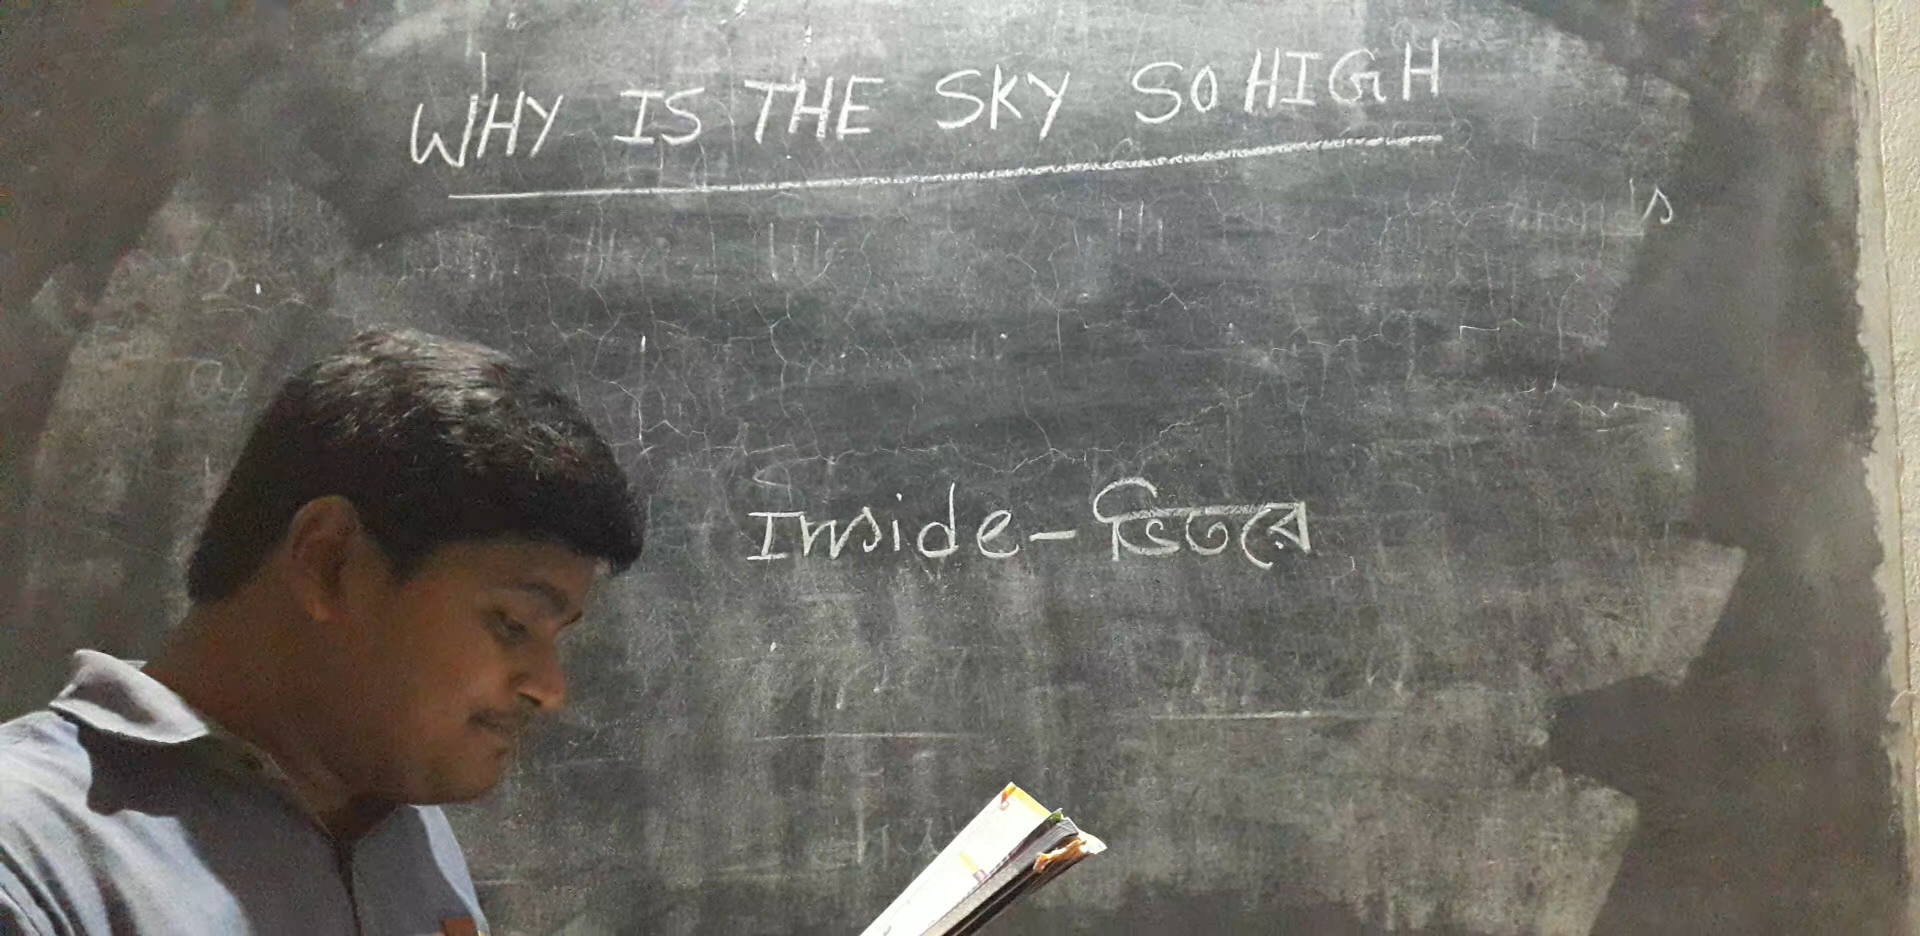 WHY IS THE SKY SO HIGH
Inside - ভিতরে